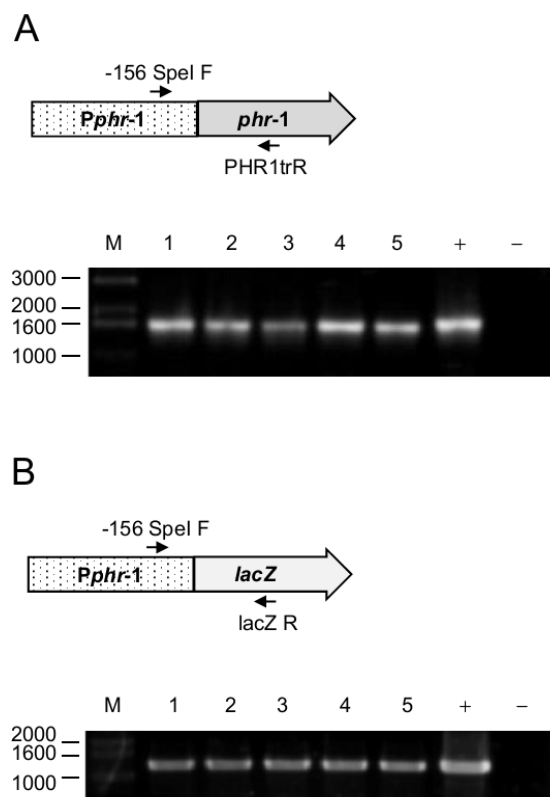 A
-156 SpeI F
Pphr-1 phr-1
PHR1trR
M 1 2 3 4 5 + −
3000
2000
1600
1000
B
-156 SpeI F
Pphr-1 lacZ
lacZ R
M 1 2 3 4 5 + −
2000
1600
1000